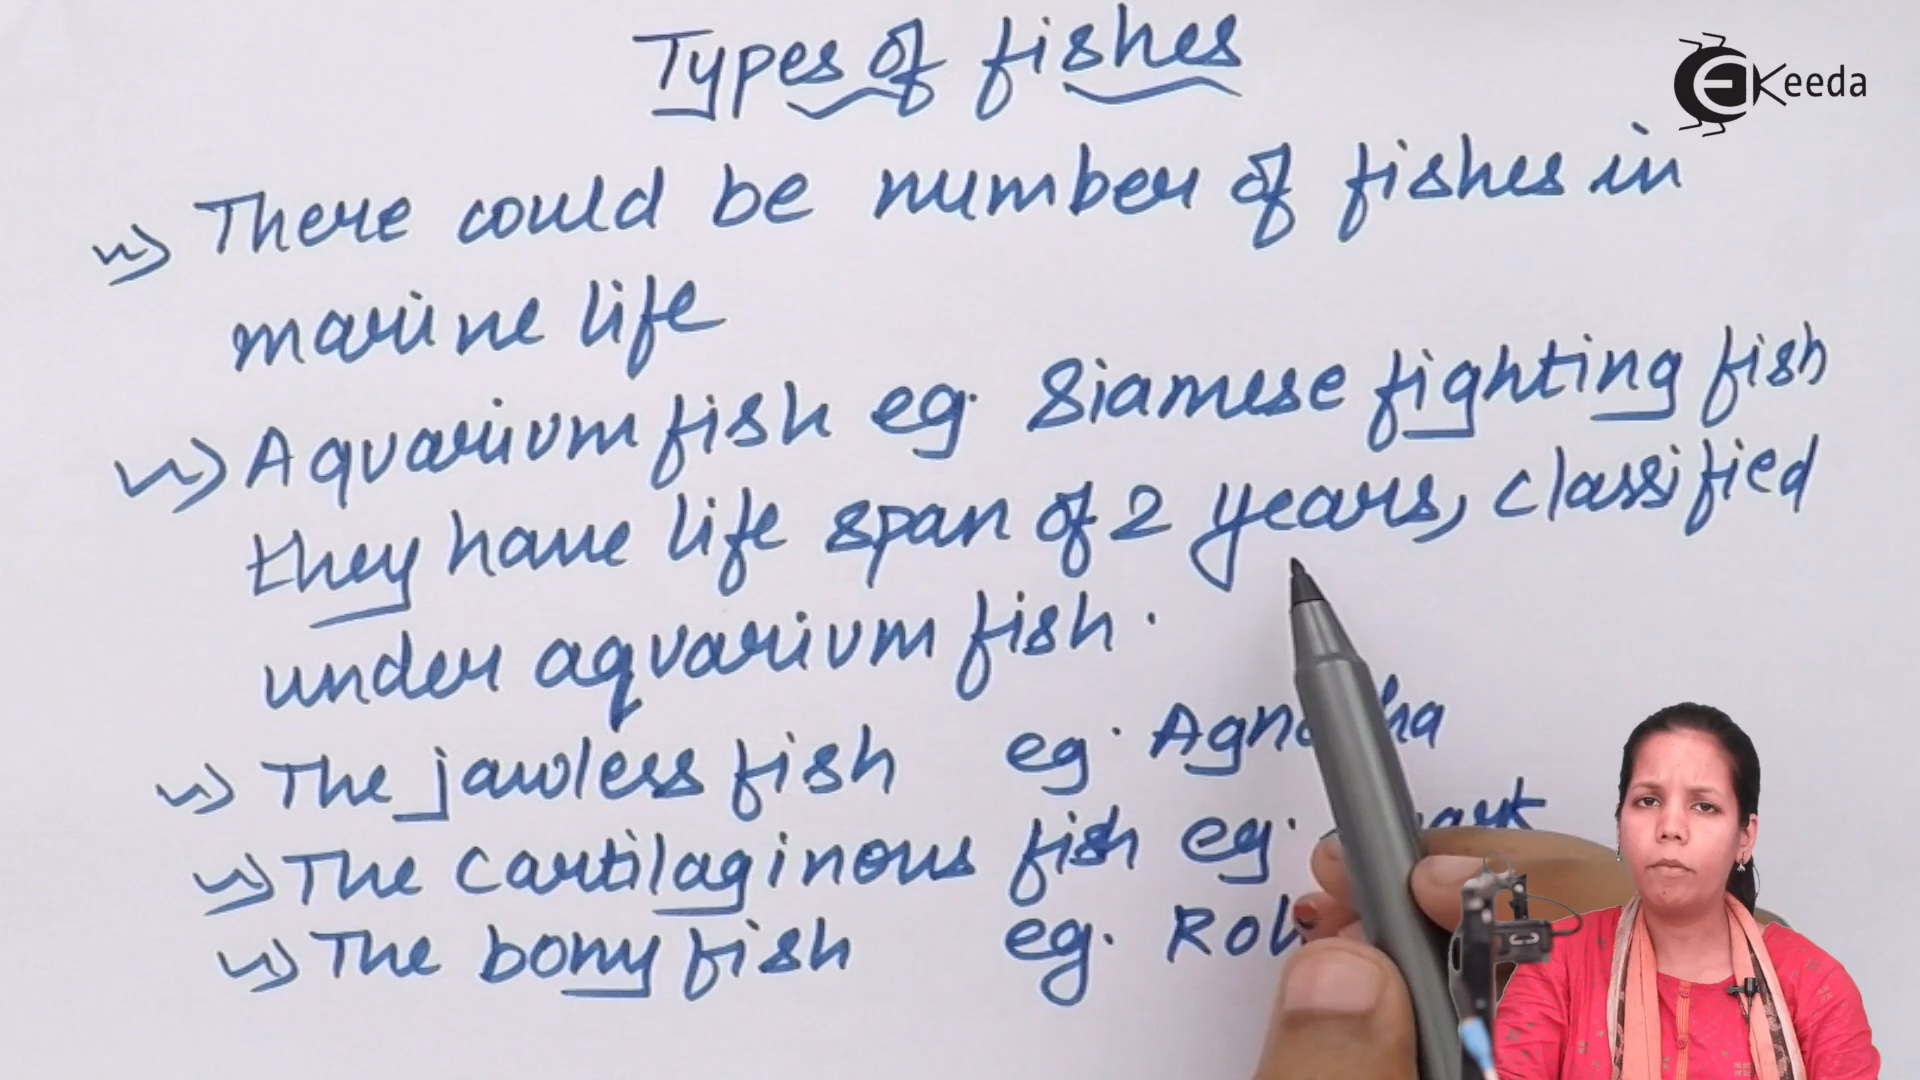 Types of fishes
EKeeda
There could be number of fishes in
marine life
Aquarium fish eg. Siamese fighting fish
they have life span of 2 years, classified
under aquarium fish.
The jawless fish eg.
The cartilaginous fish eg.
The bony fish eg.